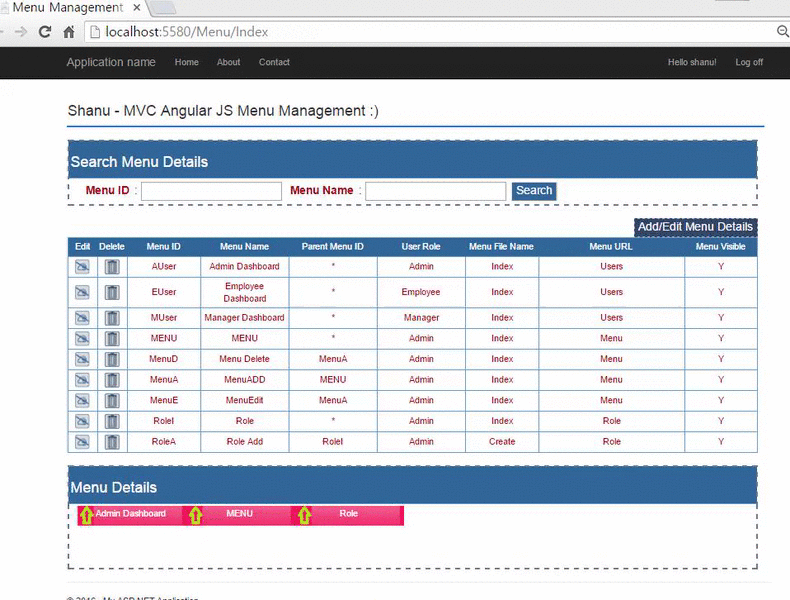 Menu Management
localhost:5580/Menu/Index
Application name Home About Contact Hello shanu! Log off
Shanu - MVC Angular JS Menu Management :)
Search Menu Details
Menu ID : Menu Name : Search
Add/Edit Menu Details
Edit Delete Menu ID Menu Name Parent Menu ID User Role Menu File Name Menu URL Menu Visible
AUser Admin Dashboard * Admin Index Users Y
EUser Employee Dashboard * Employee Index Users Y
MUser Manager Dashboard * Manager Index Users Y
MENU MENU * Admin Index Menu Y
MenuD Menu Delete MenuA Admin Index Menu Y
MenuA MenuADD MENU Admin Index Menu Y
MenuE MenuEdit MenuA Admin Index Menu Y
RoleI Role * Admin Index Role Y
RoleA Role Add RoleI Admin Create Role Y
Menu Details
Admin Dashboard MENU Role
© 2016 - My ASP.NET Application